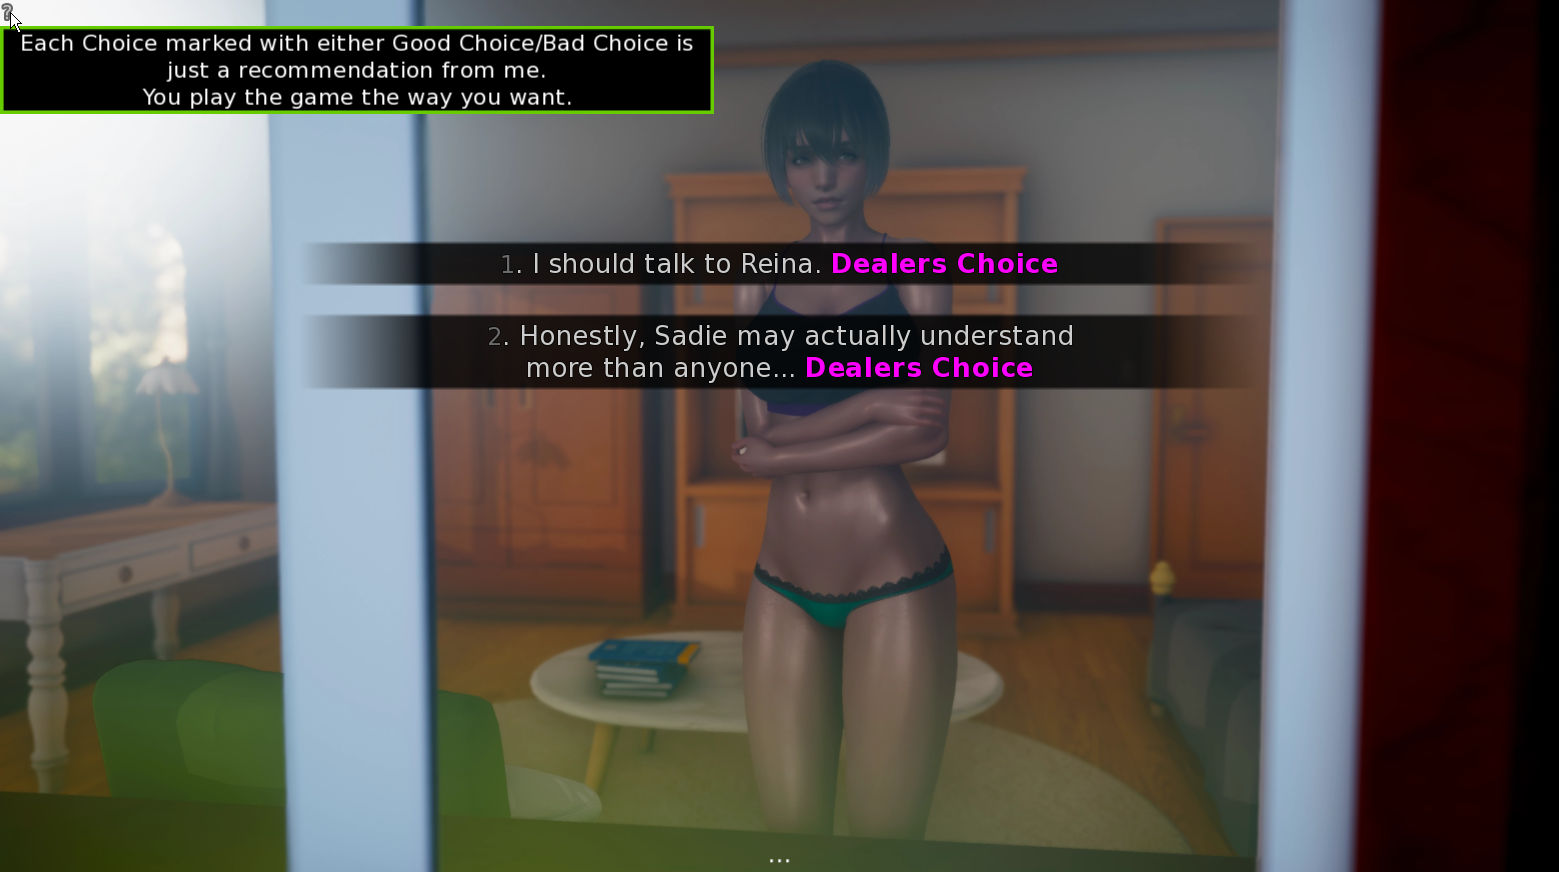 ?
Each Choice marked with either Good Choice/Bad Choice is
just a recommendation from me.
You play the game the way you want.
1. I should talk to Reina. Dealers Choice
2. Honestly, Sadie may actually understand
more than anyone... Dealers Choice
...